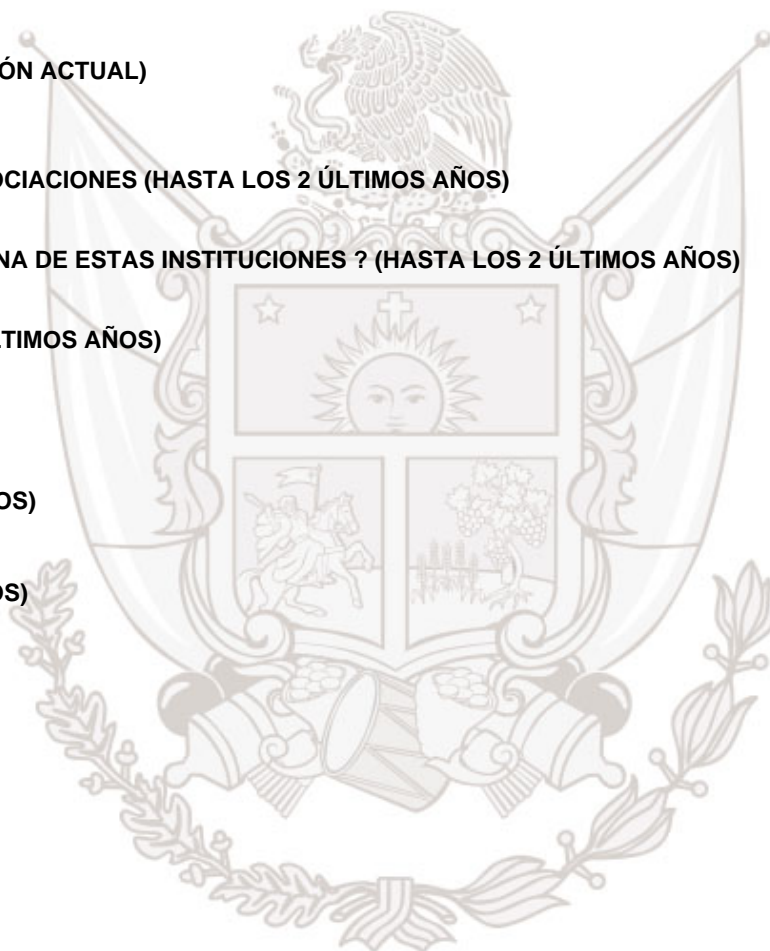 ÓN ACTUAL)
OCIACIONES (HASTA LOS 2 ÚLTIMOS AÑOS)
NA DE ESTAS INSTITUCIONES ? (HASTA LOS 2 ÚLTIMOS AÑOS)
LTIMOS AÑOS)
OS)
OS)